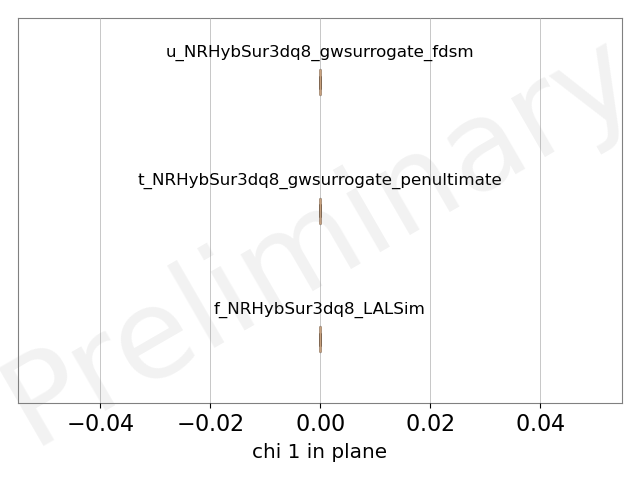 u_NRHybSur3dq8_gwsurrogate_fdsm
t_NRHybSur3dq8_gwsurrogate_penultimate
f_NRHybSur3dq8_LALSim
Preliminary
−0.04 −0.02 0.00 0.02 0.04
chi 1 in plane